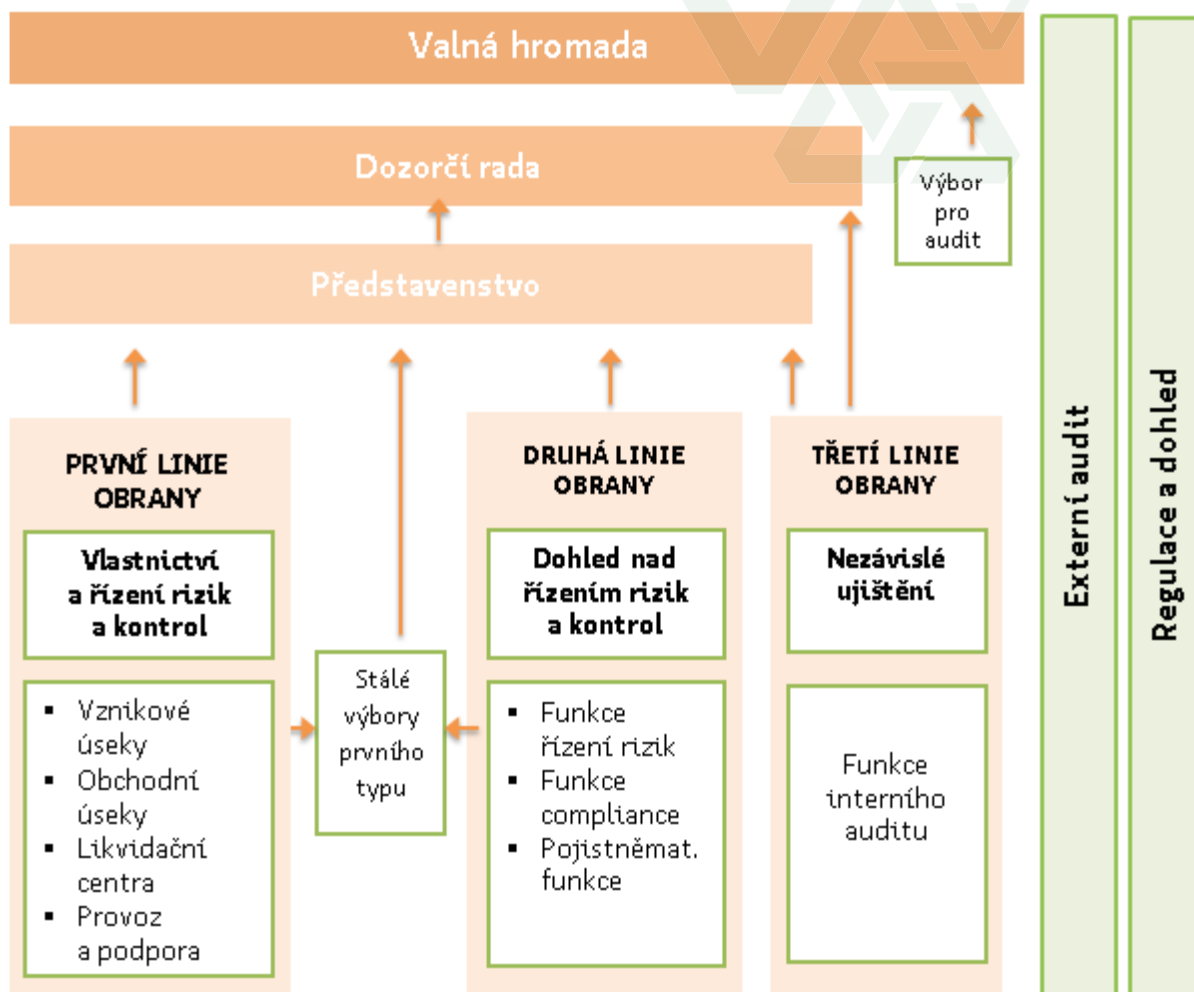 Valná hromada
Dozorčí rada
Výbor
pro
audit
Představenstvo
PRVNÍ LINIE
OBRANY
Vlastnictví
a řízení rizik
a kontrol
▪ Vznikové
úseky
▪ Obchodní
úseky
▪ Likvidační
centra
▪ Provoz
a podpora
Stálé
výbory
prvního
typu
DRUHÁ LINIE
OBRANY
Dohled nad
řízením rizik
a kontrol
▪ Funkce
řízení rizik
▪ Funkce
compliance
▪ Pojistněmat.
funkce
TŘETÍ LINIE
OBRANY
Nezávislé
ujištění
Funkce
interního
auditu
Externí audit
Regulace a dohled